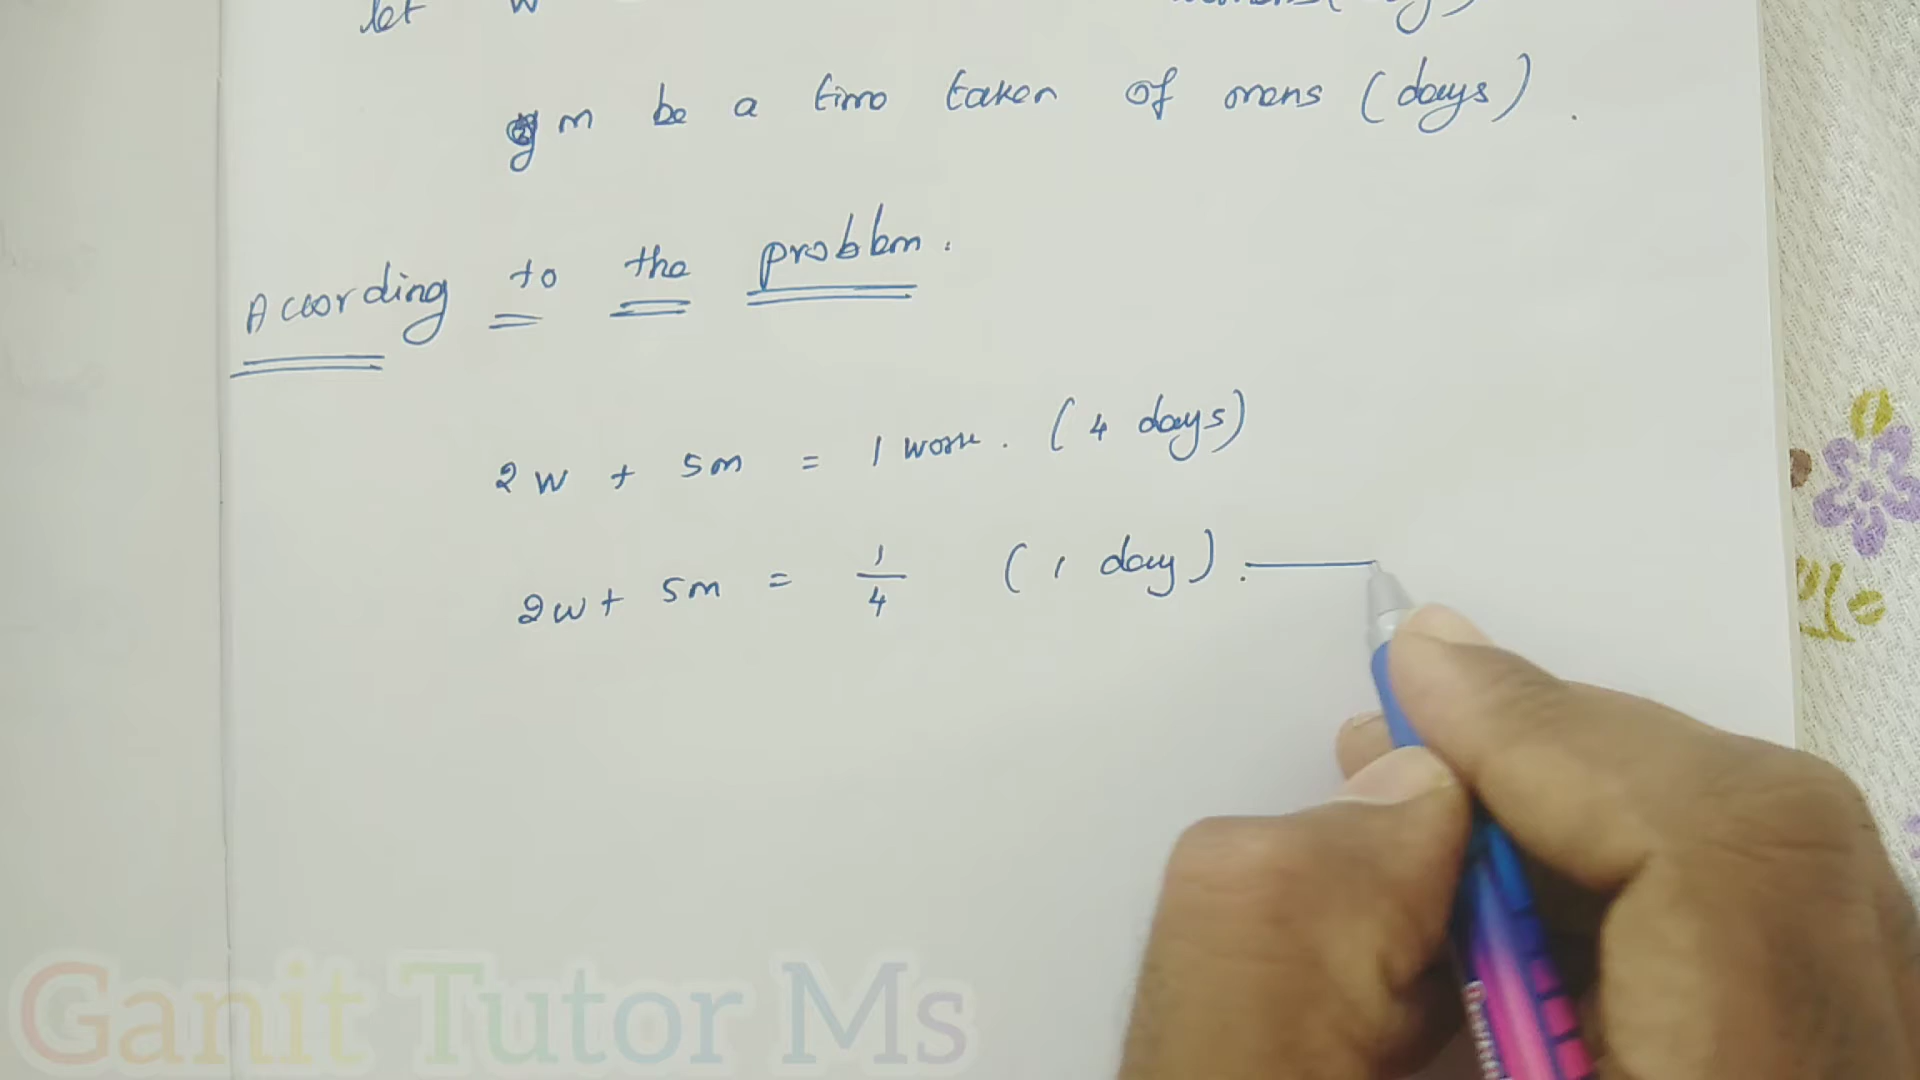 let w
m be a time taken of mens (days).
According to the problem.
2w + 5m = 1 work. (4 days)
2w + 5m = 1/4 (1 day).
Ganit Tutor Ms